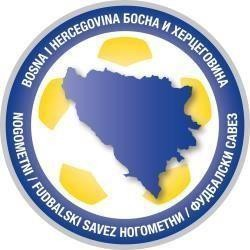 BOSNA I HERCEGOVINA БОСНА И ХЕРЦЕГОВИНА
NOGOMETNI / FUDBALSKI SAVEZ НОГОМЕТНИ / ФУДБАЛСКИ САВЕЗ